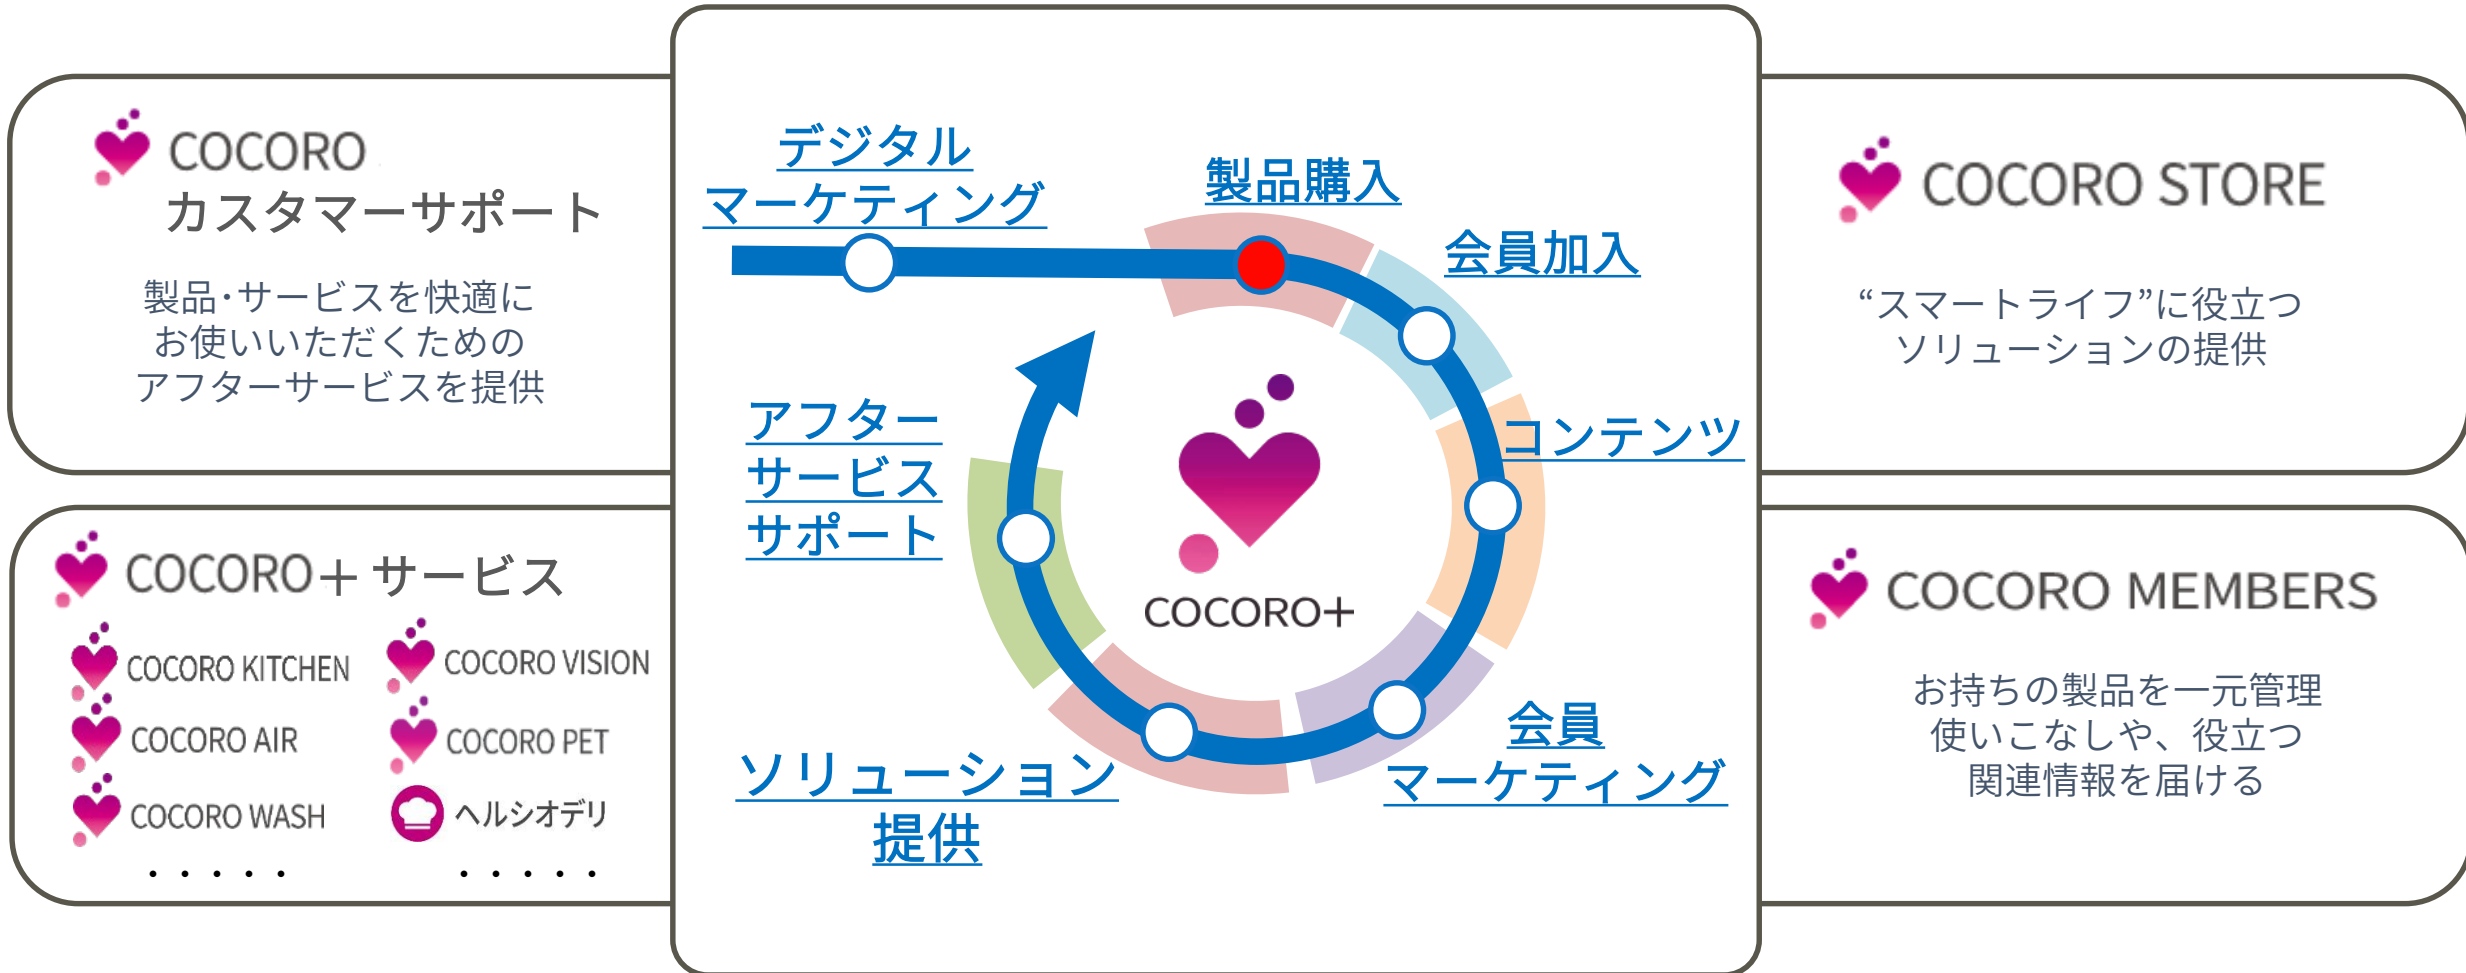 COCORO
カスタマーサポート
製品・サービスを快適に
お使いいただくための
アフターサービスを提供
COCORO+ サービス
COCORO KITCHEN
COCORO VISION
COCORO AIR
COCORO PET
COCORO WASH
ヘルシオデリ
・・・・・
・・・・・
デジタル
マーケティング
製品購入
会員加入
コンテンツ
会員
マーケティング
ソリューション
提供
アフター
サービス
サポート
COCORO+
COCORO STORE
“スマートライフ”に役立つ
ソリューションの提供
COCORO MEMBERS
お持ちの製品を一元管理
使いこなしや、役立つ
関連情報を届ける